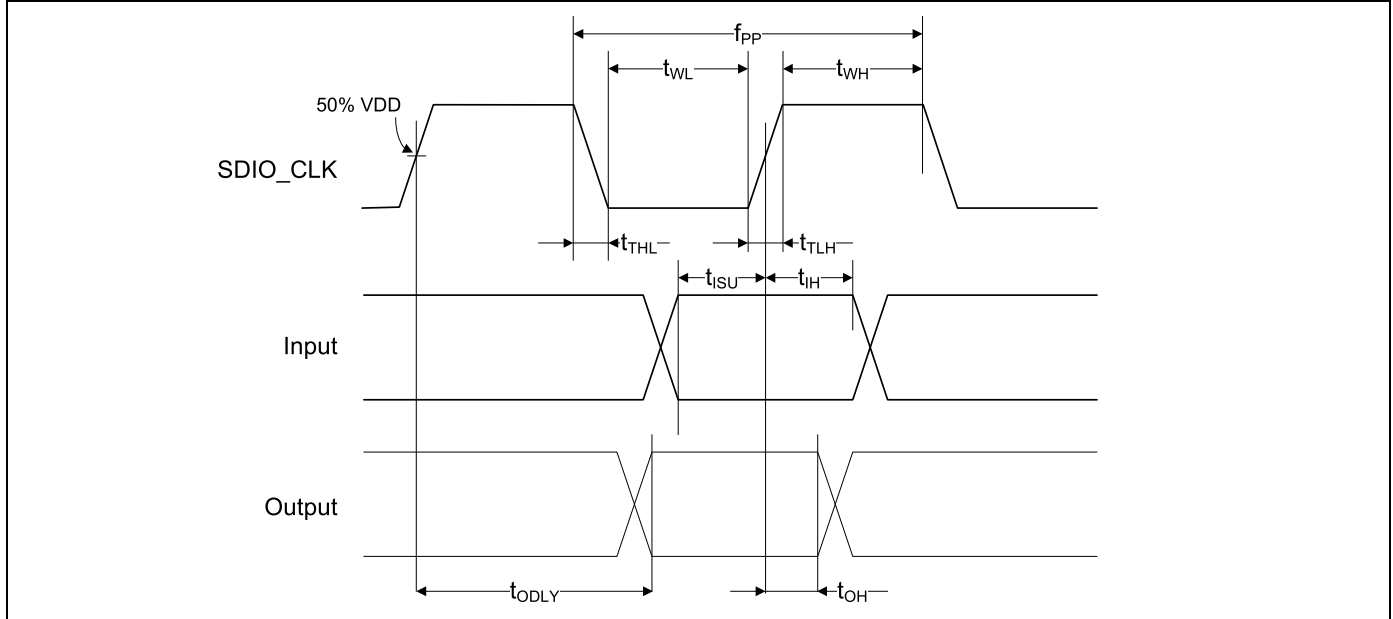 fPP
tWL
tWH
50% VDD
SDIO_CLK
tTHL
tTLH
tISU
tIH
Input
Output
tODLY
tOH